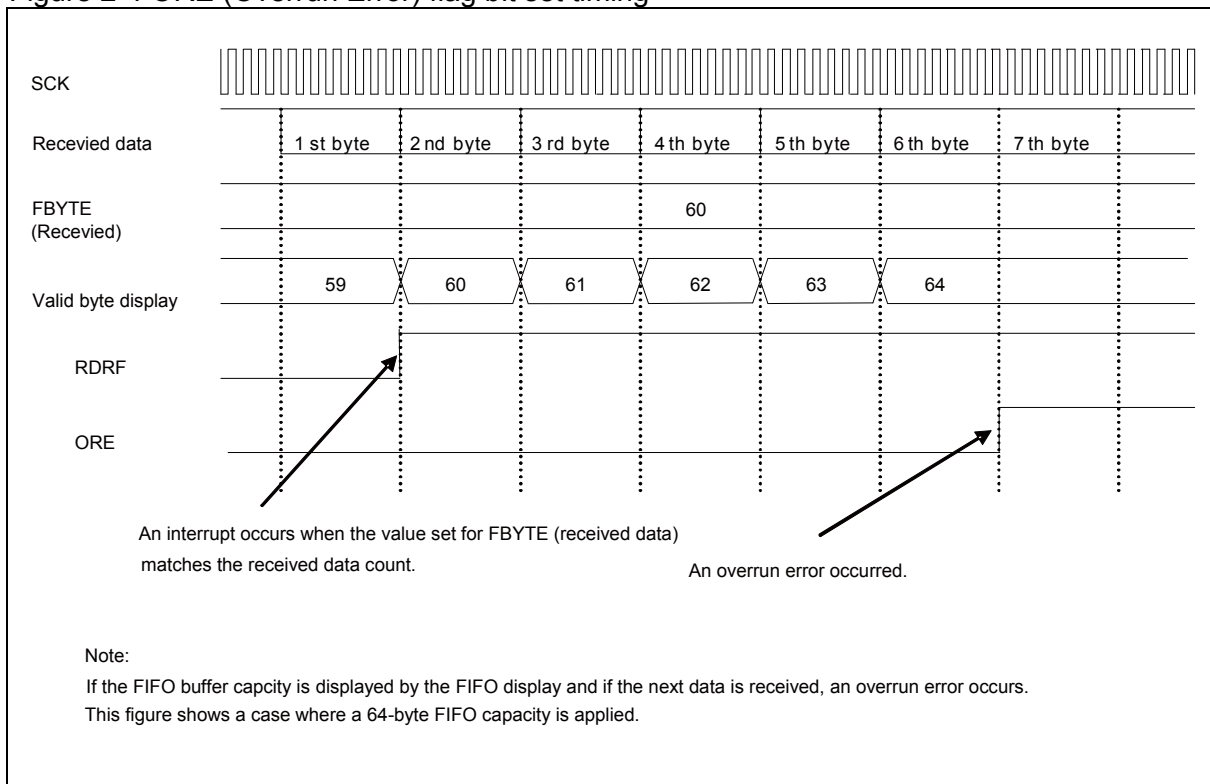 Figure 2-4 ORE (Overrun Error) flag bit set timing
SCK
Recevied data
1 st byte 2 nd byte 3 rd byte 4 th byte 5 th byte 6 th byte 7 th byte
FBYTE
(Recevied)
60
Valid byte display
59 60 61 62 63 64
RDRF
ORE
An interrupt occurs when the value set for FBYTE (received data)
matches the received data count.
An overrun error occurred.
Note:
If the FIFO buffer capcity is displayed by the FIFO display and if the next data is received, an overrun error occurs.
This figure shows a case where a 64-byte FIFO capacity is applied.